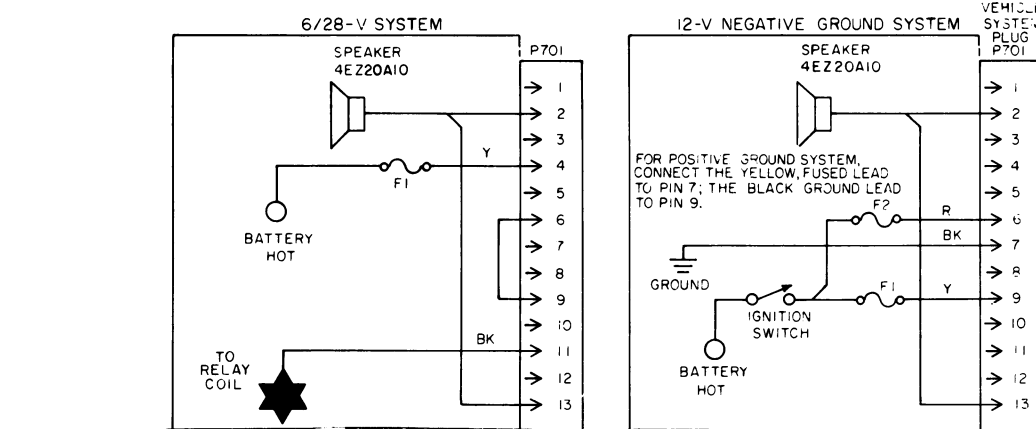 6/28-V SYSTEM
SPEAKER
4EZ20A10
P701
1
2
3
4
5
6
7
8
9
10
11
12
13
Y
F1
BATTERY
HOT
BK
TO
RELAY
COIL
12-V NEGATIVE GROUND SYSTEM
VEHICLE
SYSTEM
PLUG
P701
SPEAKER
4EZ20A10
1
2
3
4
5
6
7
8
9
10
11
12
13
FOR POSITIVE GROUND SYSTEM,
CONNECT THE YELLOW, FUSED LEAD
TO PIN 7; THE BLACK GROUND LEAD
TO PIN 9.
F2
R
BK
GROUND
F1
Y
IGNITION
SWITCH
BATTERY
HOT